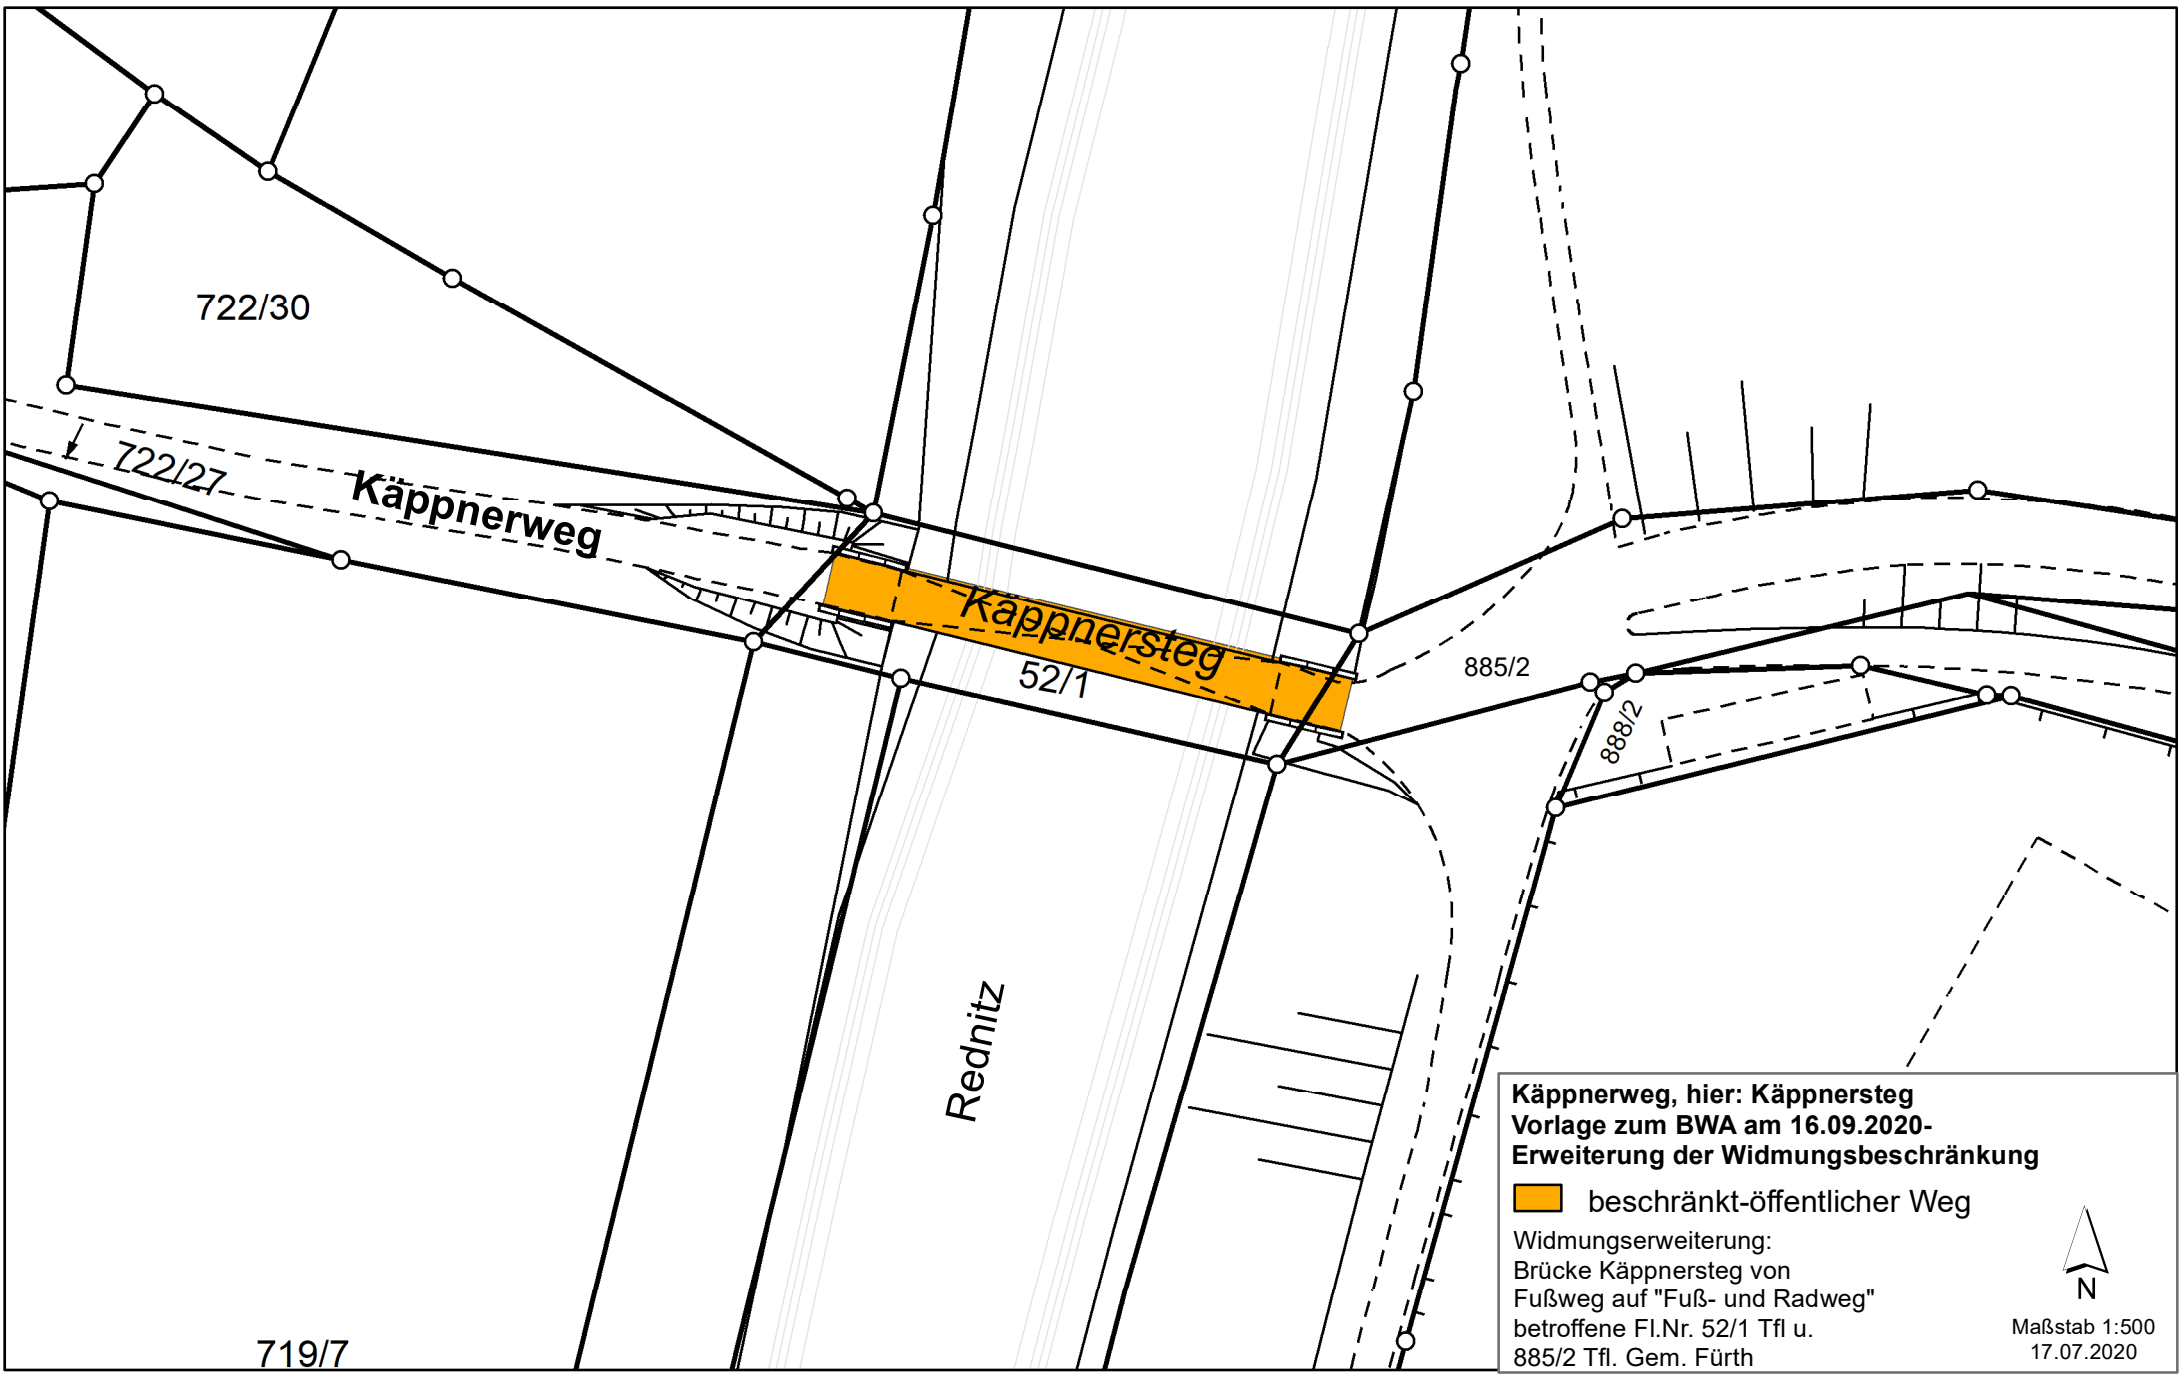 722/30
722/27
Käppnerweg
Käppnersteg
52/1
885/2
888/2
Rednitz
719/7
Käppnerweg, hier: Käppnersteg
Vorlage zum BWA am 16.09.2020-
Erweiterung der Widmungsbeschränkung
beschränkt-öffentlicher Weg
Widmungserweiterung:
Brücke Käppnersteg von
Fußweg auf "Fuß- und Radweg"
betroffene Fl.Nr. 52/1 Tfl u.
885/2 Tfl. Gem. Fürth
N
Maßstab 1:500
17.07.2020